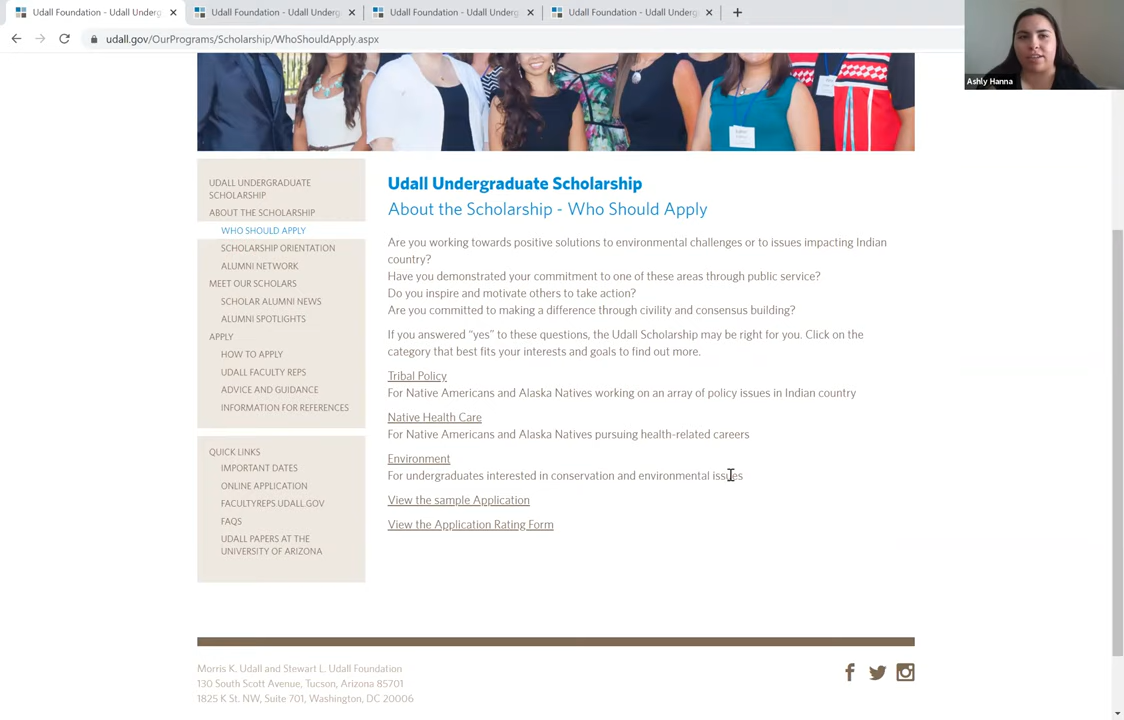 Udall Foundation - Udall Underg
Udall Foundation - Udall Underg
Udall Foundation - Udall Underg
Udall Foundation - Udall Underg
udall.gov/OurPrograms/Scholarship/WhoShouldApply.aspx
Ashly Hanna
UDALL UNDERGRADUATE
SCHOLARSHIP
ABOUT THE SCHOLARSHIP
WHO SHOULD APPLY
SCHOLARSHIP ORIENTATION
ALUMNI NETWORK
MEET OUR SCHOLARS
SCHOLAR ALUMNI NEWS
ALUMNI SPOTLIGHTS
APPLY
HOW TO APPLY
UDALL FACULTY REPS
ADVICE AND GUIDANCE
INFORMATION FOR REFERENCES
QUICK LINKS
IMPORTANT DATES
ONLINE APPLICATION
FACULTYREPS.UDALL.GOV
FAQS
UDALL PAPERS AT THE
UNIVERSITY OF ARIZONA
Udall Undergraduate Scholarship
About the Scholarship - Who Should Apply
Are you working towards positive solutions to environmental challenges or to issues impacting Indian
country?
Have you demonstrated your commitment to one of these areas through public service?
Do you inspire and motivate others to take action?
Are you committed to making a difference through civility and consensus building?
If you answered “yes” to these questions, the Udall Scholarship may be right for you. Click on the
category that best fits your interests and goals to find out more.
Tribal Policy
For Native Americans and Alaska Natives working on an array of policy issues in Indian country
Native Health Care
For Native Americans and Alaska Natives pursuing health-related careers
Environment
For undergraduates interested in conservation and environmental issues
View the sample Application
View the Application Rating Form
Morris K. Udall and Stewart L. Udall Foundation
130 South Scott Avenue, Tucson, Arizona 85701
1825 K St. NW, Suite 701, Washington, DC 20006